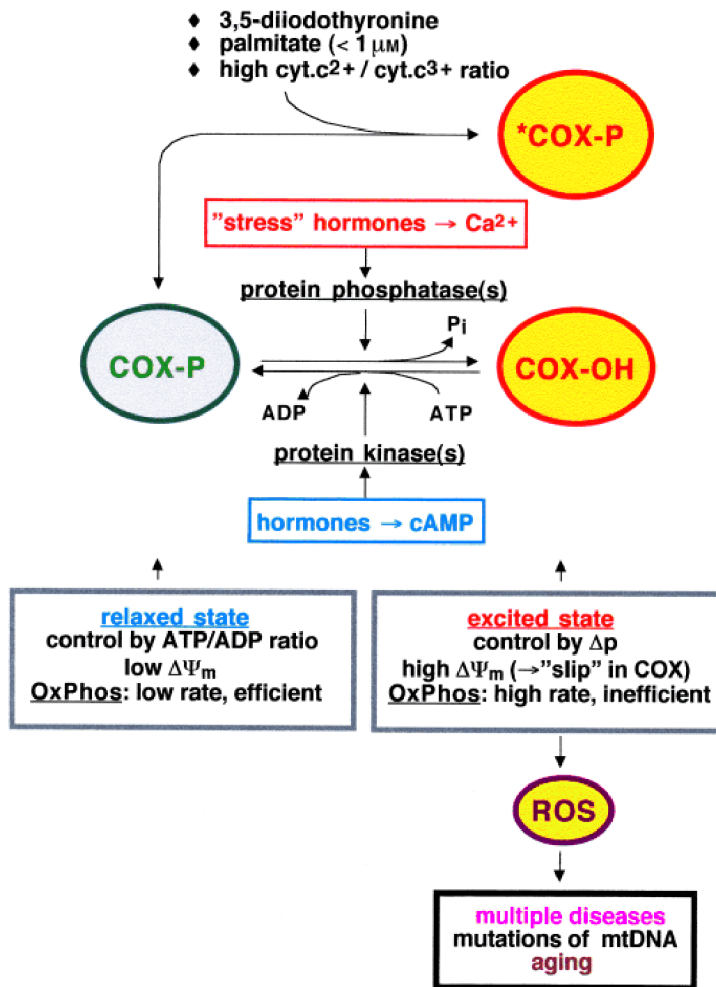 ♦ 3,5-diiodothyronine
♦ palmitate (< 1 μM)
♦ high cyt.c²⁺ / cyt.c³⁺ ratio
*COX-P
"stress" hormones → Ca²⁺
protein phosphatase(s)
Pi
COX-P
COX-OH
ADP
ATP
protein kinase(s)
hormones → cAMP
relaxed state
control by ATP/ADP ratio
low ΔΨm
OxPhos: low rate, efficient
excited state
control by Δp
high ΔΨm (→"slip" in COX)
OxPhos: high rate, inefficient
ROS
multiple diseases
mutations of mtDNA
aging